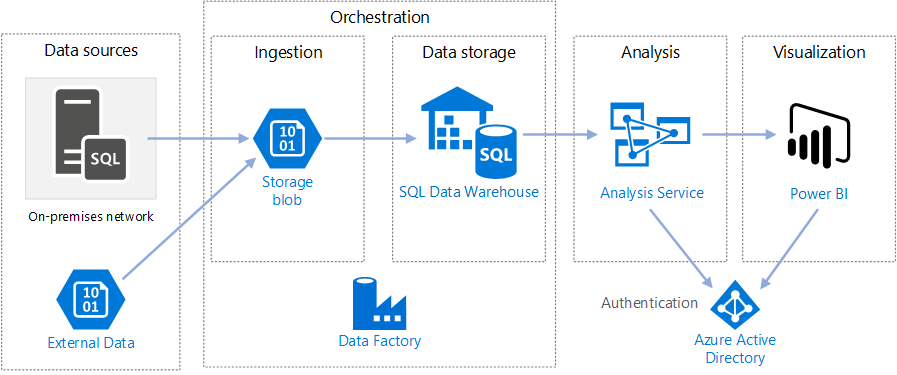 Orchestration
Data sources
Ingestion
Data storage
Analysis
Visualization
SQL
10
01
SQL
On-premises network
Storage
blob
SQL Data Warehouse
Analysis Service
Power BI
10
01
External Data
Data Factory
Authentication
Azure Active
Directory